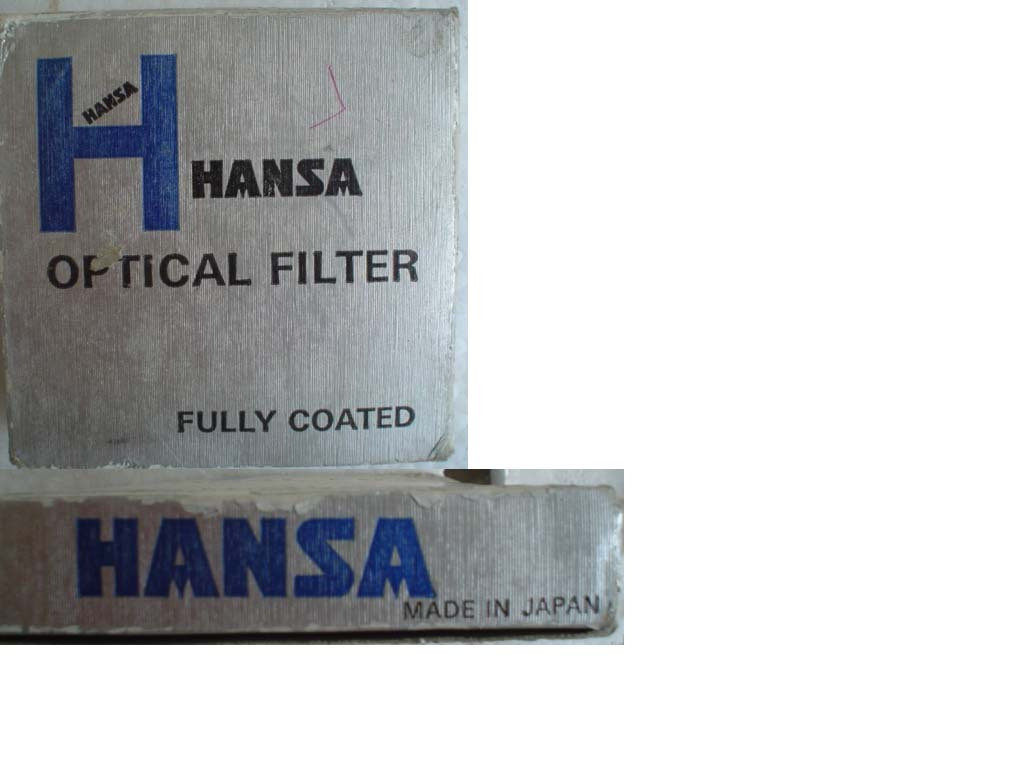 H
HANSA
HANSA
OPTICAL FILTER
FULLY COATED
HANSA
MADE IN JAPAN